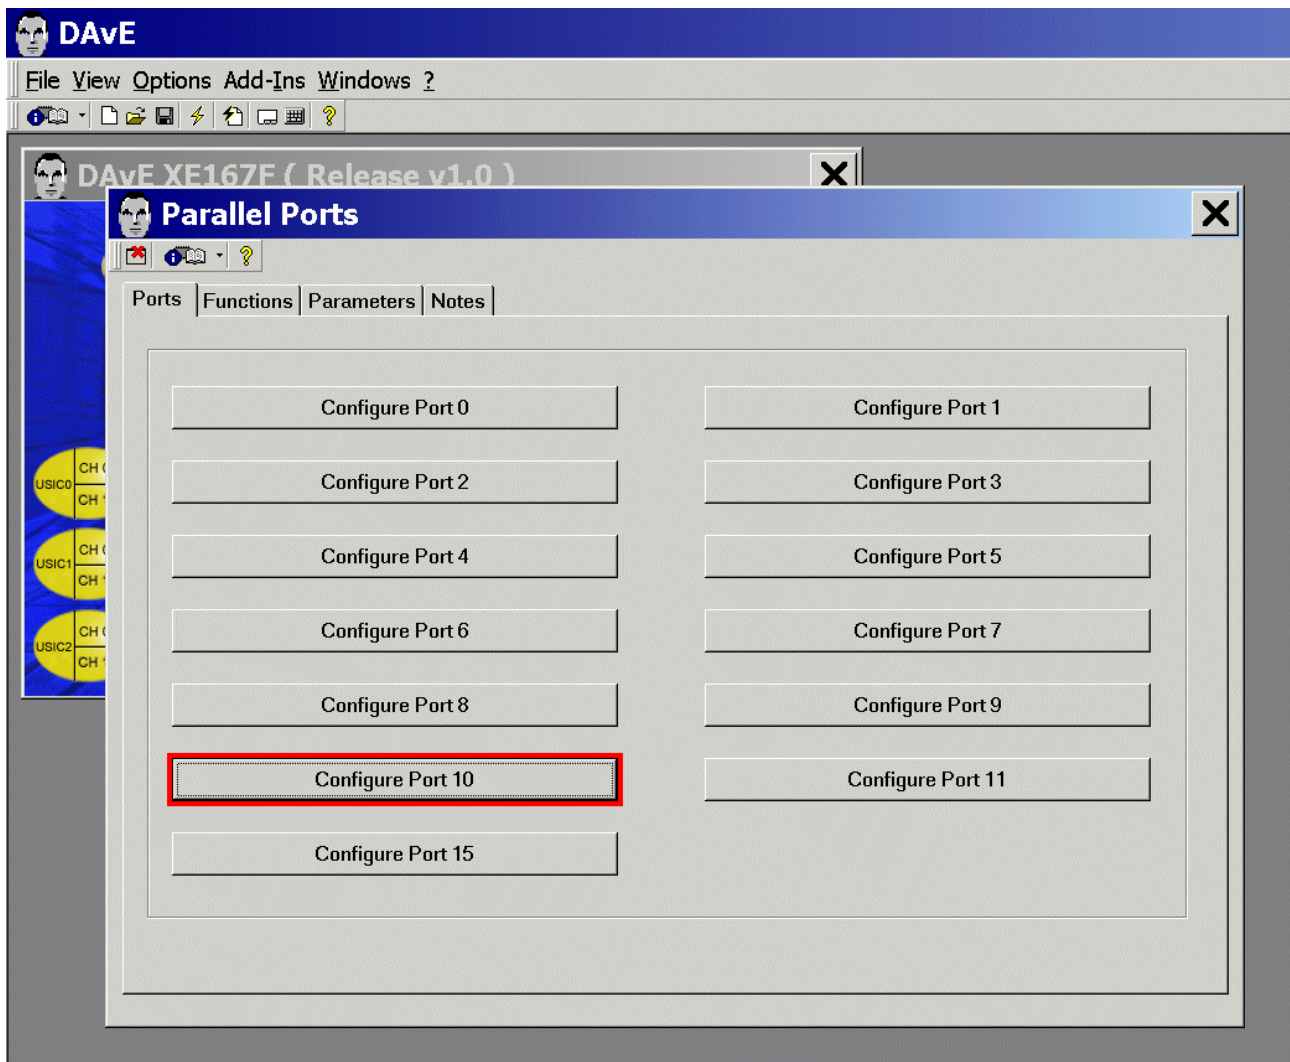 DAvE
File View Options Add-Ins Windows ?
DAvE XE167F ( Release v1.0 )
Parallel Ports
Ports Functions Parameters Notes
Configure Port 0 Configure Port 1
Configure Port 2 Configure Port 3
Configure Port 4 Configure Port 5
Configure Port 6 Configure Port 7
Configure Port 8 Configure Port 9
Configure Port 10 Configure Port 11
Configure Port 15
USIC0
CH
CH
USIC1
CH
CH
USIC2
CH
CH